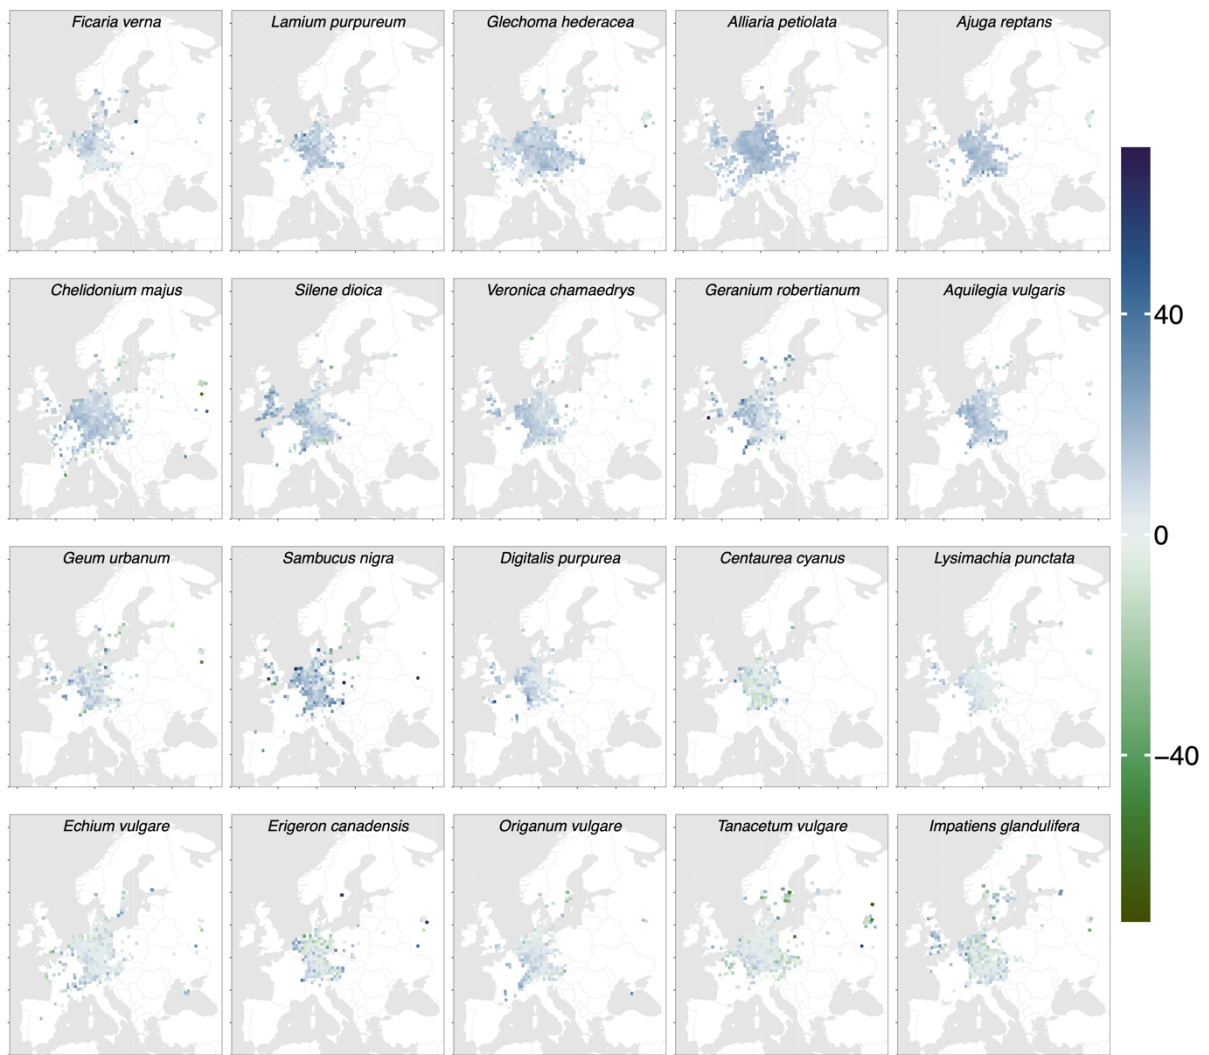 Ficaria verna
Lamium purpureum
Glechoma hederacea
Alliaria petiolata
Ajuga reptans
Chelidonium majus
Silene dioica
Veronica chamaedrys
Geranium robertianum
Aquilegia vulgaris
40
0
Geum urbanum
Sambucus nigra
Digitalis purpurea
Centaurea cyanus
Lysimachia punctata
−40
Echium vulgare
Erigeron canadensis
Origanum vulgare
Tanacetum vulgare
Impatiens glandulifera